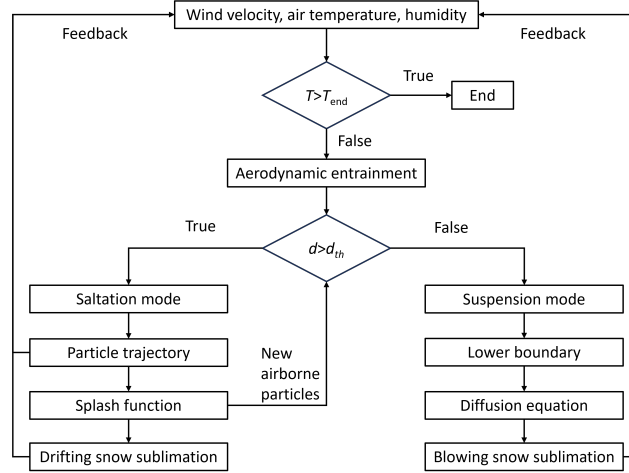 Wind velocity, air temperature, humidity
Feedback
Feedback
T>Tend
True
End
False
Aerodynamic entrainment
True
d>dth
False
Saltation mode
Suspension mode
Particle trajectory
New
airborne
particles
Lower boundary
Splash function
Diffusion equation
Drifting snow sublimation
Blowing snow sublimation